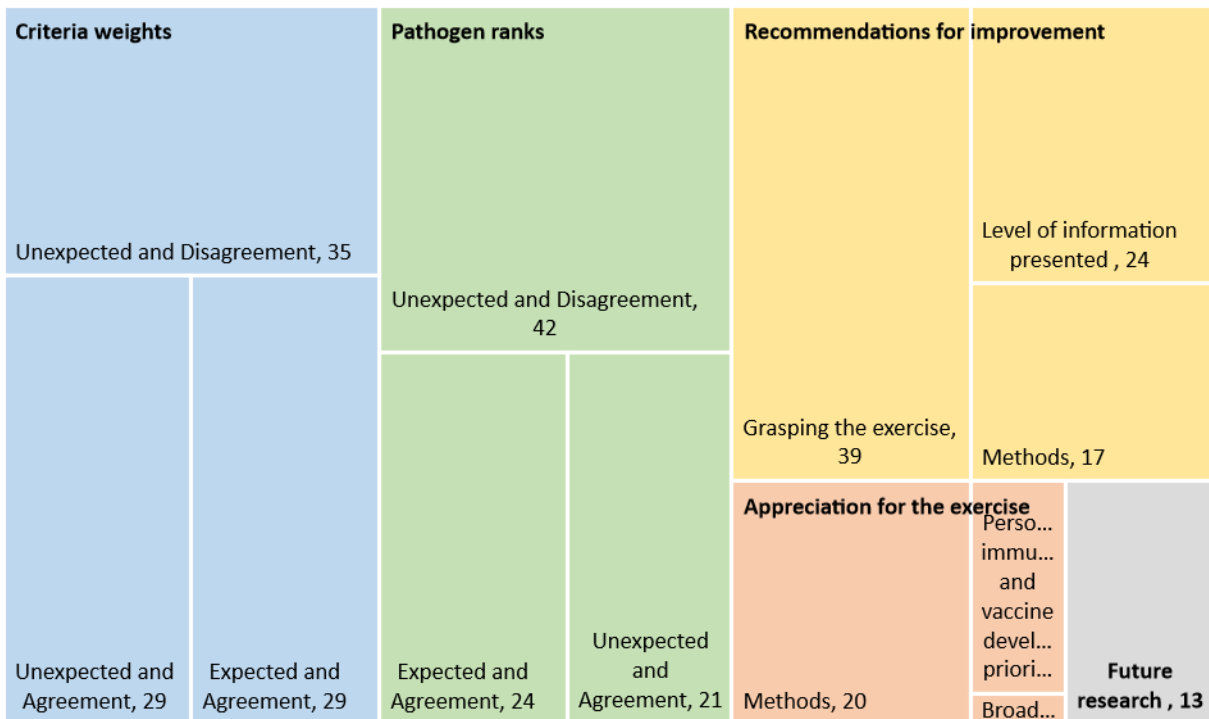 Criteria weights
Unexpected and Disagreement, 35
Unexpected and
Agreement, 29
Expected and
Agreement, 29
Pathogen ranks
Unexpected and Disagreement,
42
Expected and
Agreement, 24
Unexpected
and
Agreement, 21
Recommendations for improvement
Grasping the exercise,
39
Level of information
presented , 24
Methods, 17
Appreciation for the exercise
Methods, 20
Perso...
immu...
and
vaccine
devel...
priori...
Broad...
Future
research , 13